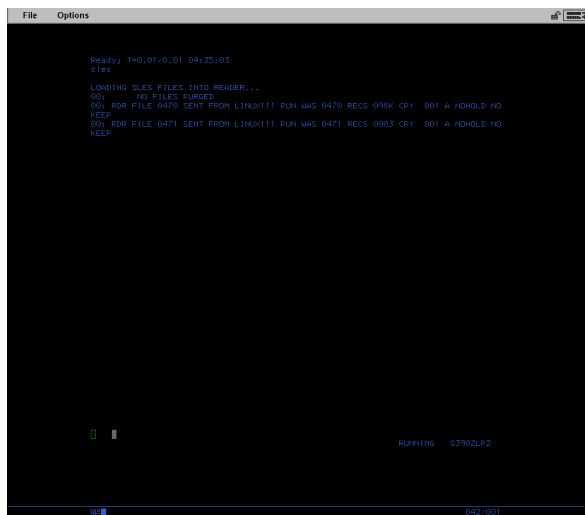 File Options
Ready; T=0.01/0.01 04:35:03
sles
LOADING SLES FILES INTO READER...
00: NO FILES PURGED
00: RDR FILE 0470 SENT FROM LINUX111 PUN WAS 0470 RECS 098K CPY 001 A NOHOLD NO
KEEP
00: RDR FILE 0471 SENT FROM LINUX111 PUN WAS 0471 RECS 0003 CPY 001 A NOHOLD NO
KEEP
RUNNING S390ZLP2
042/001